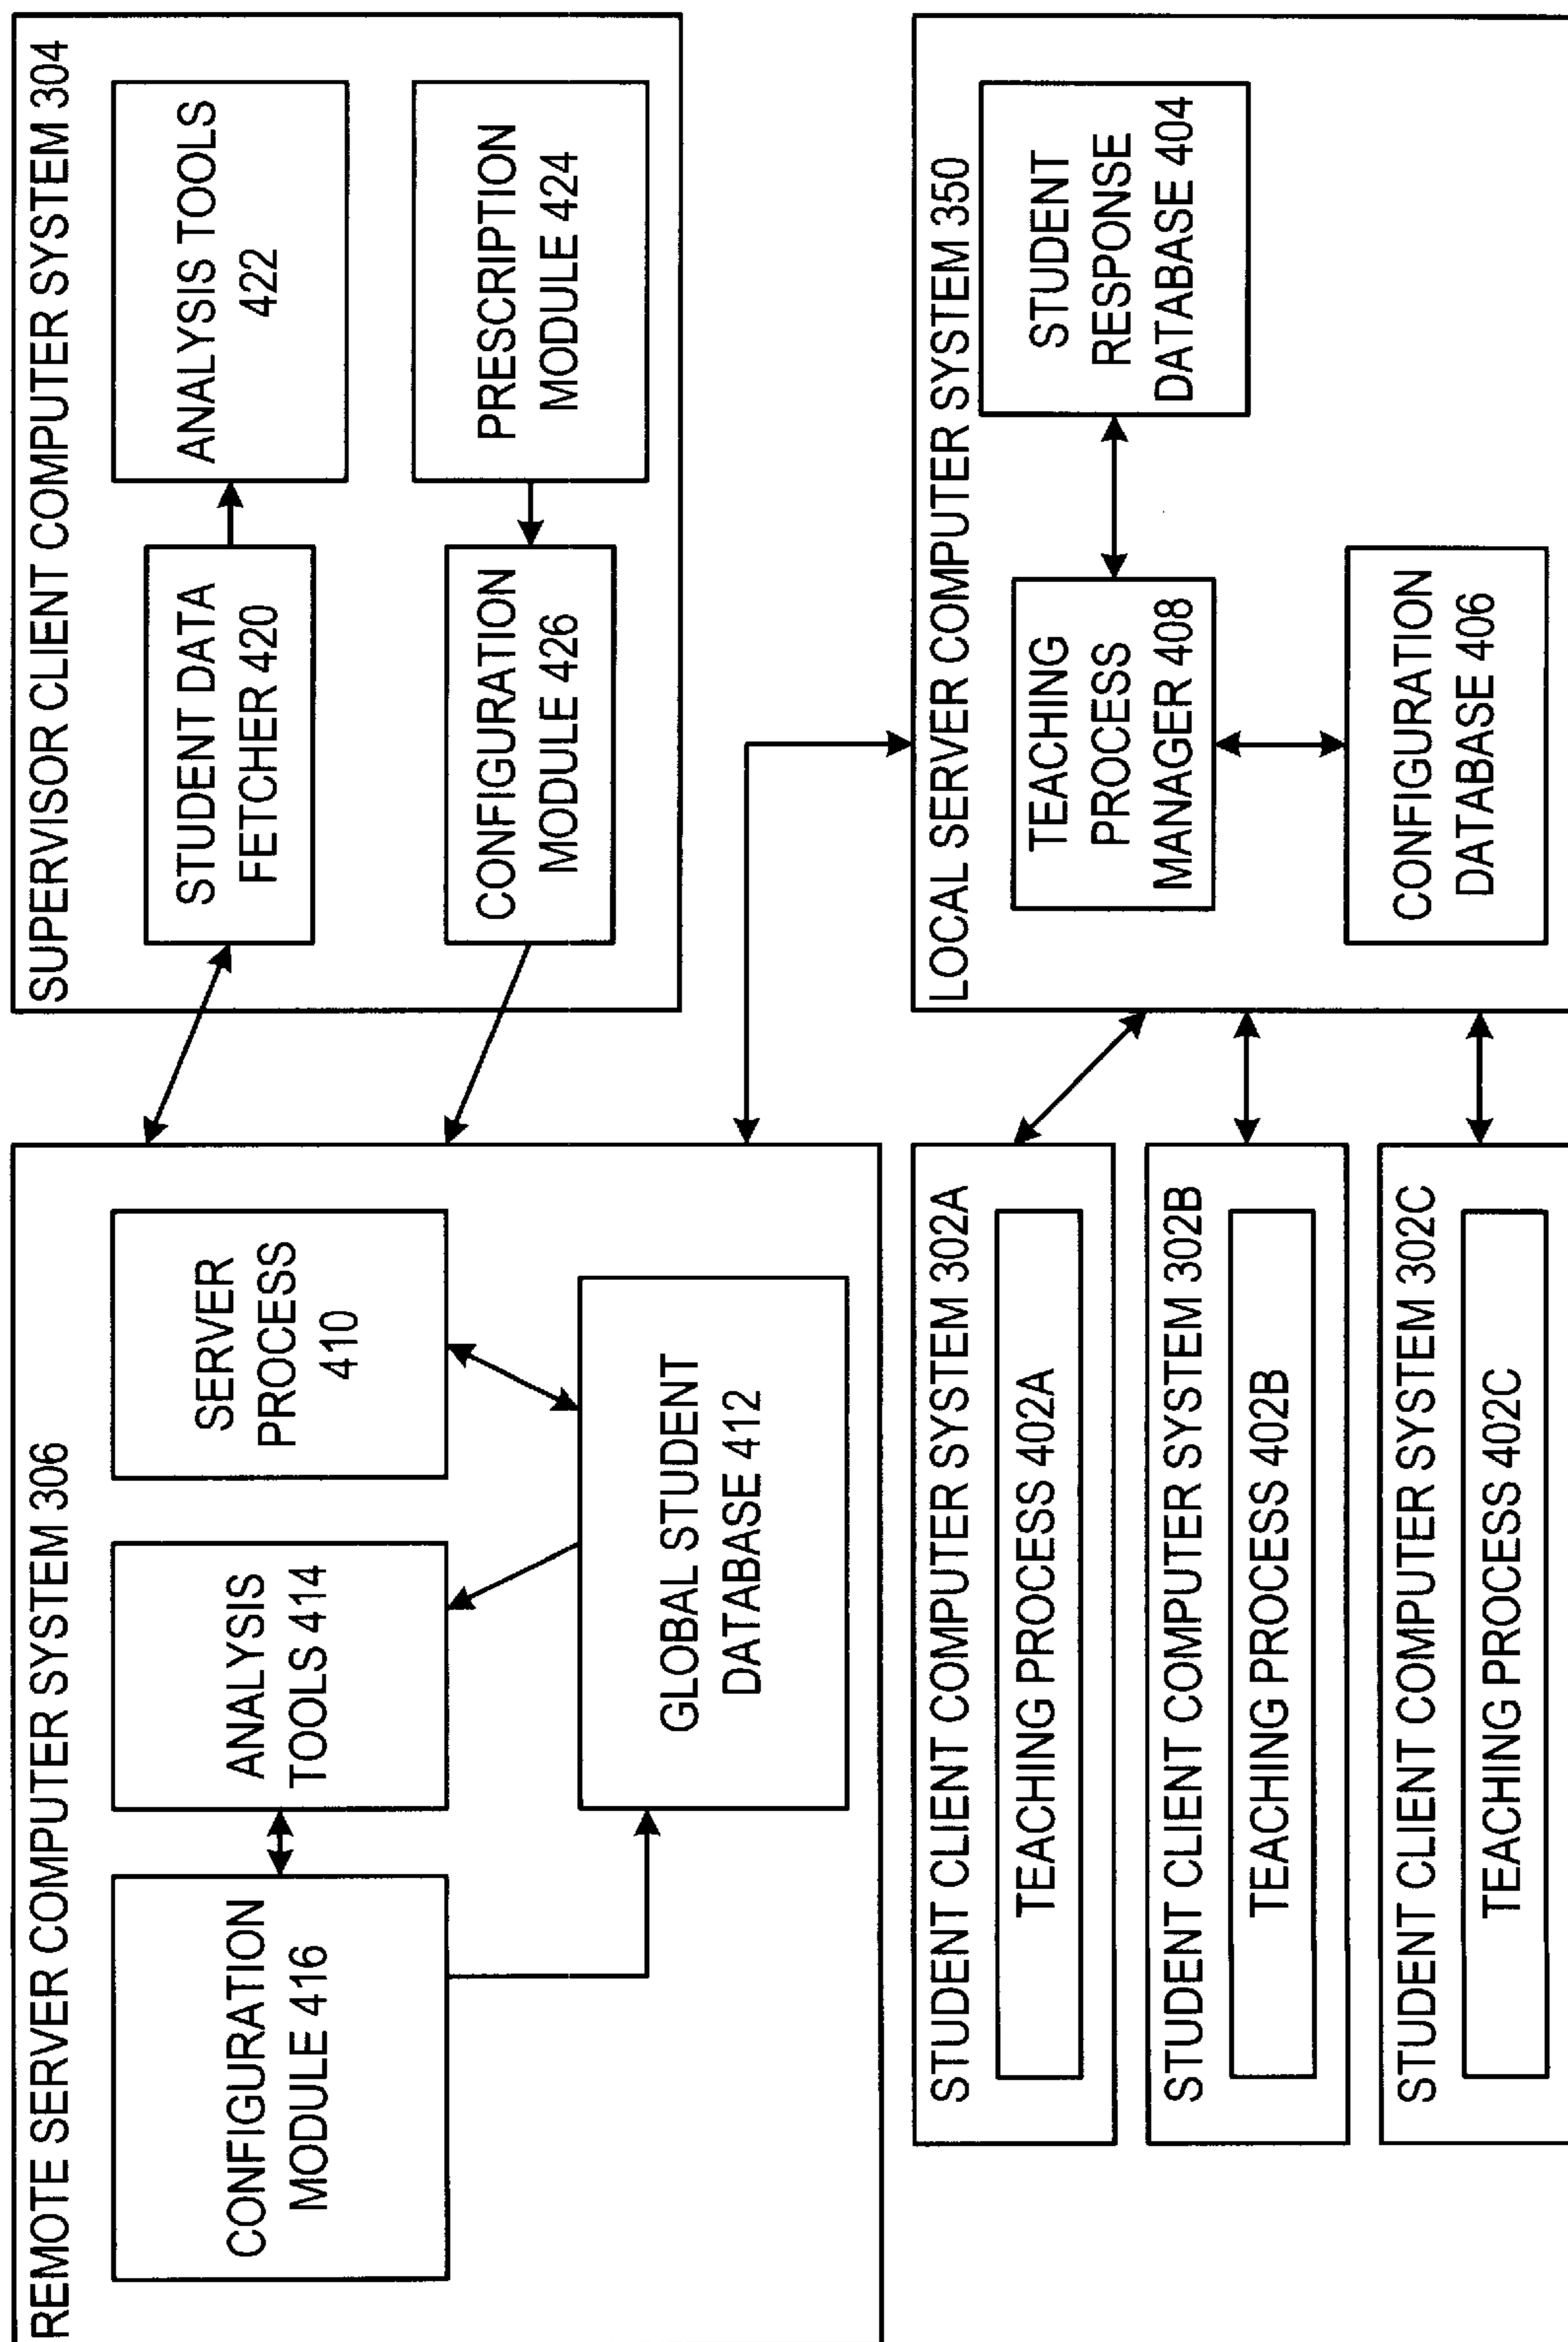 REMOTE SERVER COMPUTER SYSTEM 306
CONFIGURATION
MODULE 416
ANALYSIS
TOOLS 414
SERVER
PROCESS
410
GLOBAL STUDENT
DATABASE 412
SUPERVISOR CLIENT COMPUTER SYSTEM 304
STUDENT DATA
FETCHER 420
ANALYSIS TOOLS
422
CONFIGURATION
MODULE 426
PRESCRIPTION
MODULE 424
STUDENT CLIENT COMPUTER SYSTEM 302A
TEACHING PROCESS 402A
STUDENT CLIENT COMPUTER SYSTEM 302B
TEACHING PROCESS 402B
STUDENT CLIENT COMPUTER SYSTEM 302C
TEACHING PROCESS 402C
LOCAL SERVER COMPUTER SYSTEM 350
TEACHING
PROCESS
MANAGER 408
STUDENT
RESPONSE
DATABASE 404
CONFIGURATION
DATABASE 406